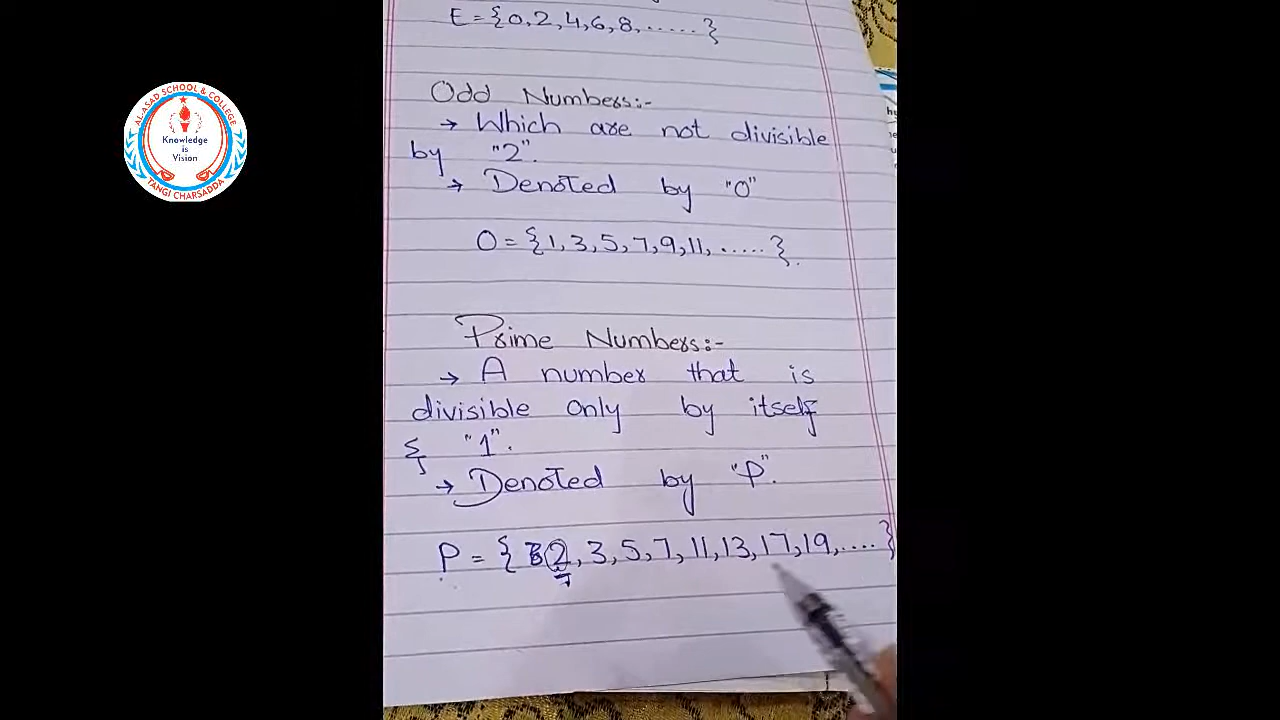 E = {0, 2, 4, 6, 8, ......}
Odd Numbers:-
→ Which are not divisible
by "2".
→ Denoted by "O"
O = {1, 3, 5, 7, 9, 11, ......}.
Prime Numbers:-
→ A number that is
divisible only by itself
& "1".
→ Denoted by "P".
P = { 2, 3, 5, 7, 11, 13, 17, 19, ....}
AL-ASAD SCHOOL & COLLEGE
Knowledge
is
Vision
TANGI CHARSADDA